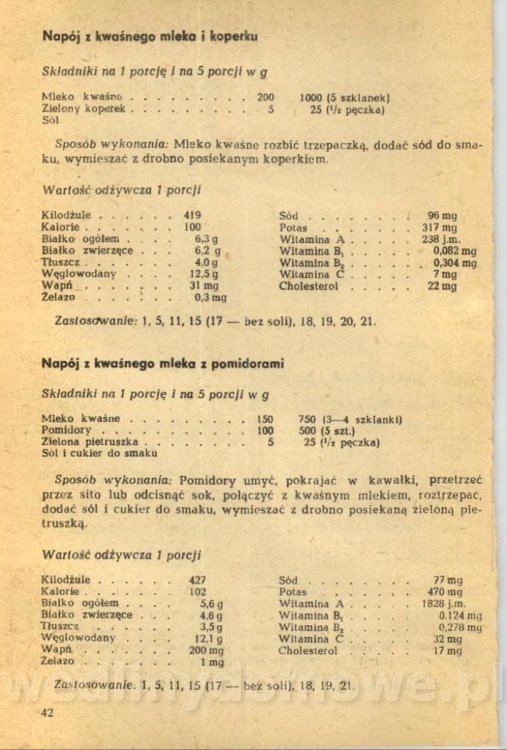 Napój z kwaśnego mleka i koperku
Składniki na 1 porcję i na 5 porcji w g
Mleko kwaśne . . . . . . . . . 200 1000 (5 szklanek)
Zielony koperek . . . . . . . . . 5 25 (1/2 pęczka)
Sól
Sposób wykonania: Mleko kwaśne rozbić trzepaczką, dodać sód do sma-
ku, wymieszać z drobno posiekanym koperkiem.
Wartość odżywcza 1 porcji
Kilodżule . . . . . . 419 Sód . . . . . . . . 96 mg
Kalorie . . . . . . . 100 Potas . . . . . . . 317 mg
Białko ogółem . . . . 6,3 g Witamina A . . . . . 238 j.m.
Białko zwierzęce . . . 6,2 g Witamina B1 . . . . . 0,082 mg
Tłuszcz . . . . . . 4,0 g Witamina B2 . . . . . 0,304 mg
Węglowodany . . . . 12,5 g Witamina C . . . . . 7 mg
Wapń . . . . . . . 31 mg Cholesterol . . . . . 22 mg
Żelazo . . . . . . 0,3 mg
Zastosowanie: 1, 5, 11, 15 (17 — bez soli), 18, 19, 20, 21.
Napój z kwaśnego mleka z pomidorami
Składniki na 1 porcję i na 5 porcji w g
Mleko kwaśne . . . . . . . . . 150 750 (3—4 szklanki)
Pomidory . . . . . . . . . . 100 500 (5 szt.)
Zielona pietruszka . . . . . . . . 5 25 (1/2 pęczka)
Sól i cukier do smaku
Sposób wykonania: Pomidory umyć, pokrajać w kawałki, przetrzeć
przez sito lub odcisnąć sok, połączyć z kwaśnym mlekiem, roztrzepać,
dodać sól i cukier do smaku, wymieszać z drobno posiekaną zieloną pie-
truszką.
Wartość odżywcza 1 porcji
Kilodżule . . . . . . 427 Sód . . . . . . . . 77 mg
Kalorie . . . . . . . 102 Potas . . . . . . . 470 mg
Białko ogółem . . . . 5,6 g Witamina A . . . . . 1828 j.m.
Białko zwierzęce . . . 4,6 g Witamina B1 . . . . . 0.124 mg
Tłuszcz . . . . . . 3,5 g Witamina B2 . . . . . 0,278 mg
Węglowodany . . . . 12,1 g Witamina C . . . . . 32 mg
Wapń . . . . . . . 200 mg Cholesterol . . . . . 17 mg
Żelazo . . . . . . 1 mg
Zastosowanie. 1, 5, 11, 15 (17 — bez soli), 18, 19, 21.
wedlinydomowe.pl
42